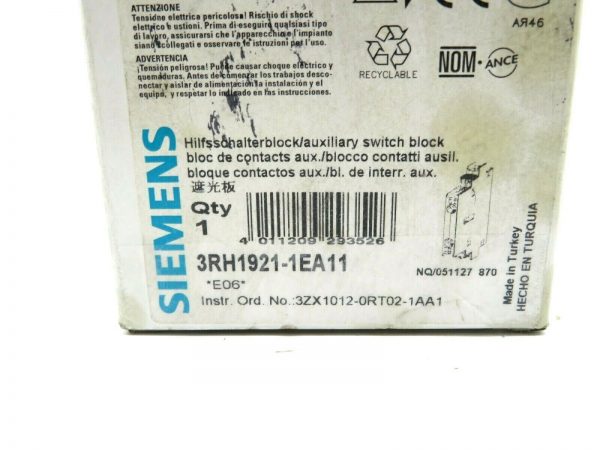 ATTENZIONE
Tensione elettrica pericolosa! Rischio di shock
elettrico e ustioni. Prima di eseguire qualsiasi tipo
di lavoro, assicurarsi che l'apparecchio e l'impianto
siano scollegati e osservare le istruzioni per l'uso.
ADVERTENCIA
¡Tensión peligrosa! Puede causar choque eléctrico y
quemaduras. Antes de comenzar los trabajos desco-
nectar y aislar de alimentación la instalación y el
equipo, y respetar lo indicado en las instrucciones.
RECYCLABLE
AЯ46
NOM-ANCE
SIEMENS
Hilfsschalterblock/auxiliary switch block
bloc de contacts aux./blocco contatti ausil.
bloque contactos aux./bl. de interr. aux.
遮光板
Qty
1
4 011209 293526
3RH1921-1EA11
*E06*
NQ/051127 870
Instr. Ord. No.:3ZX1012-0RT02-1AA1
Made in Turkey
HECHO EN TURQUIA